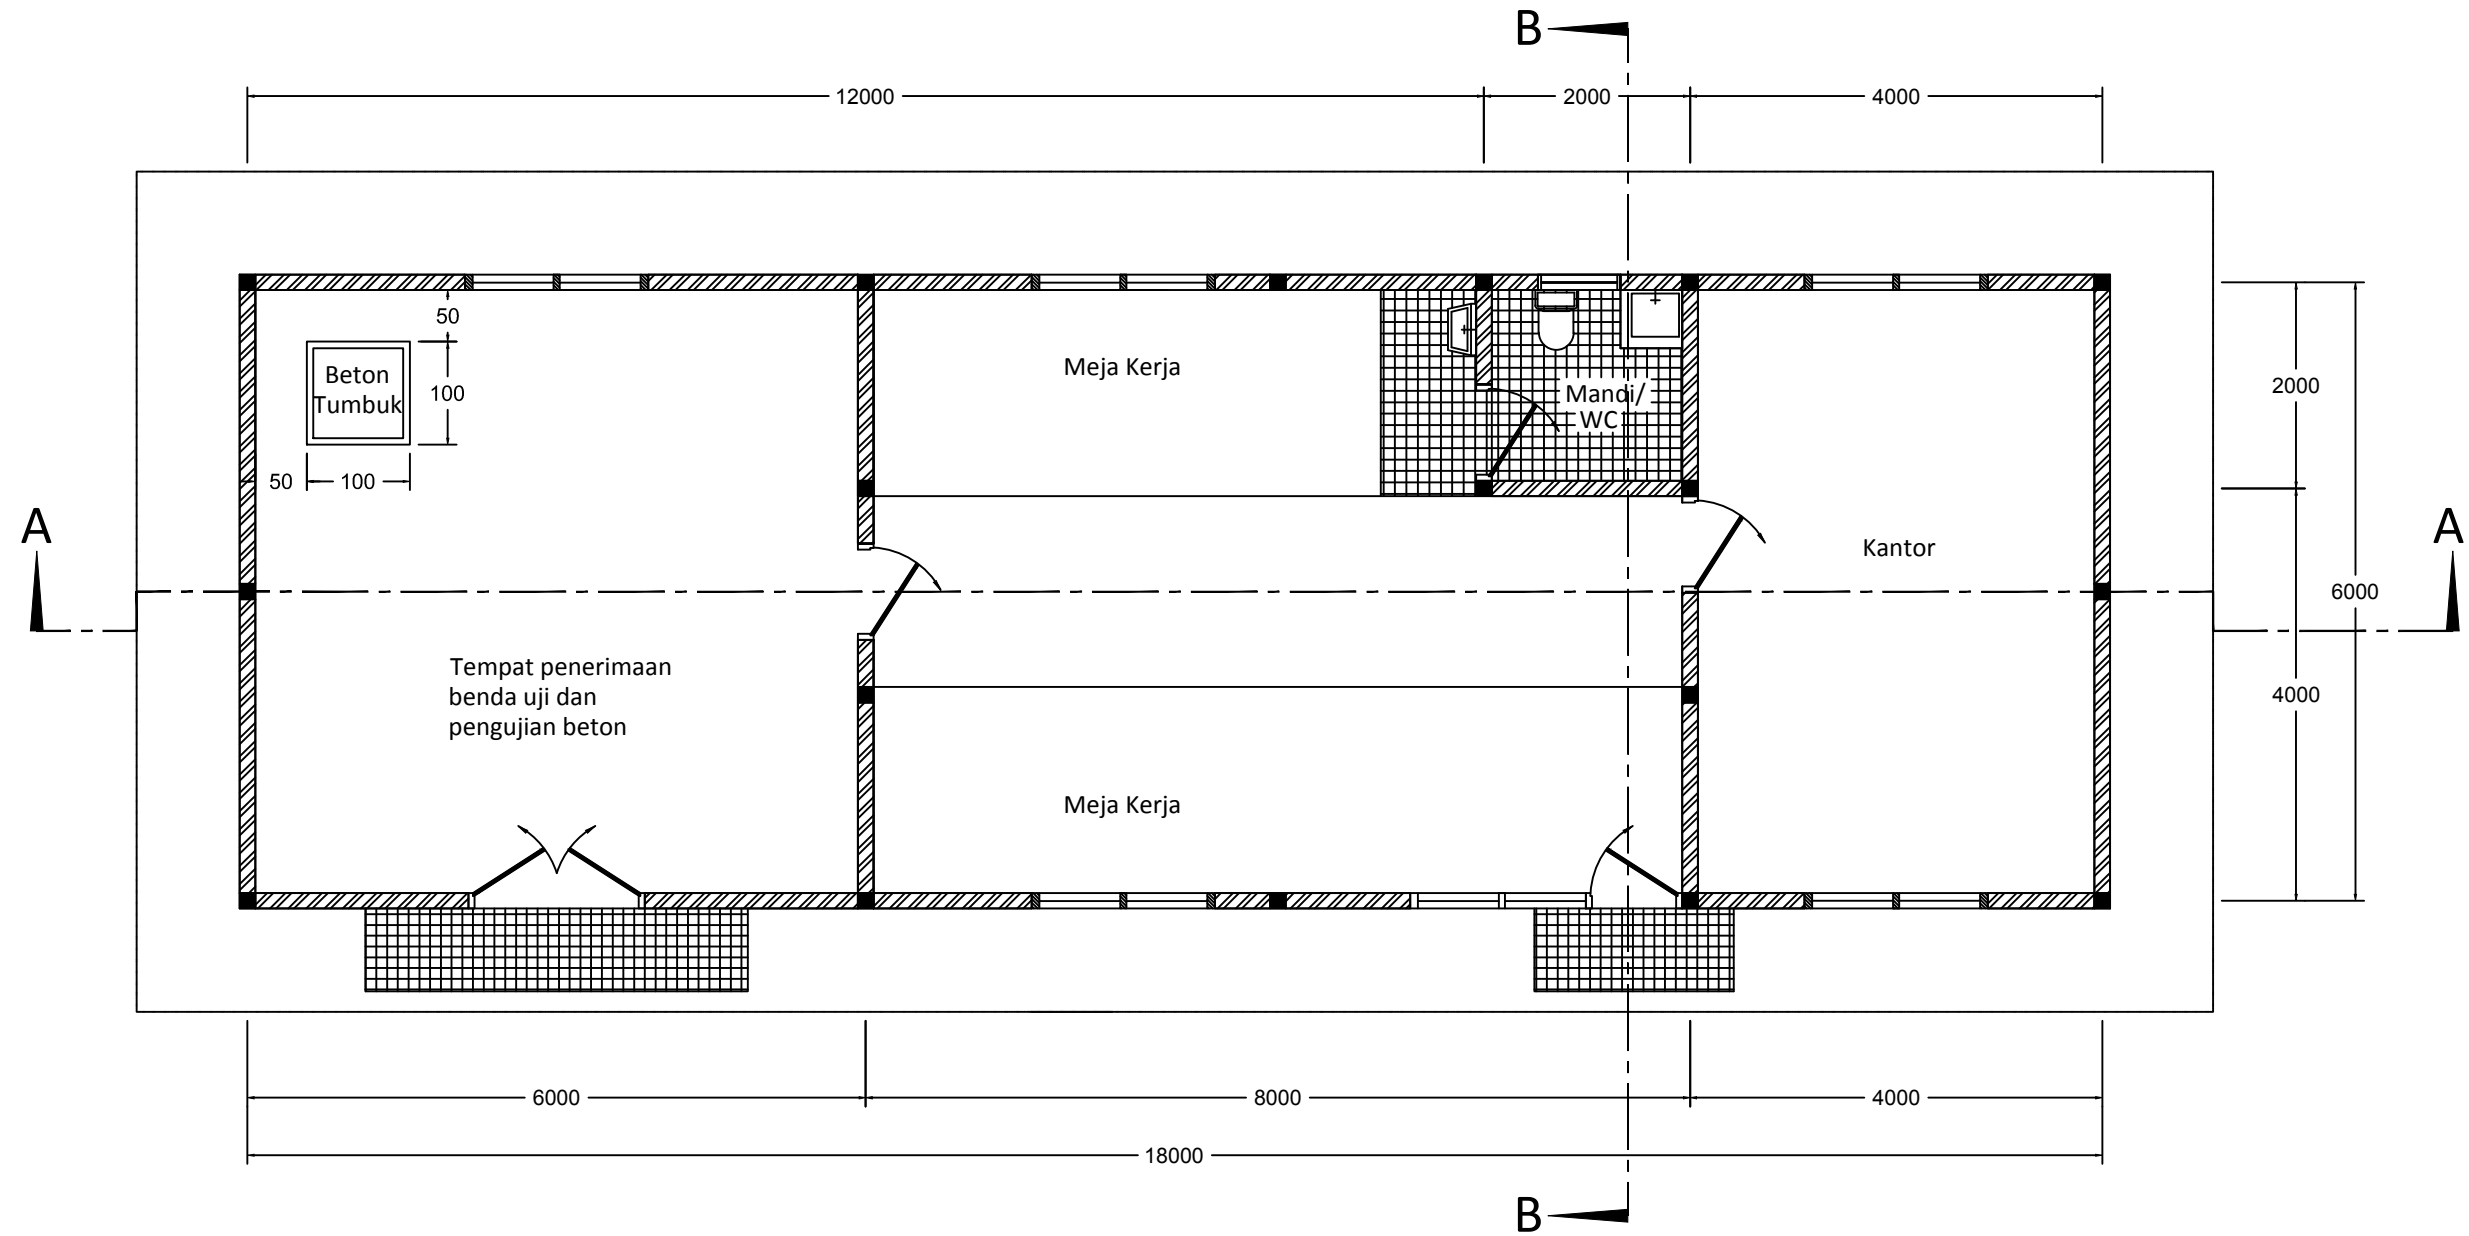 B
12000
2000
4000
50
Beton
Tumbuk
100
50
100
Meja Kerja
Mandi/
WC
2000
A
Kantor
A
6000
Tempat penerimaan
benda uji dan
pengujian beton
4000
Meja Kerja
6000
8000
4000
18000
B